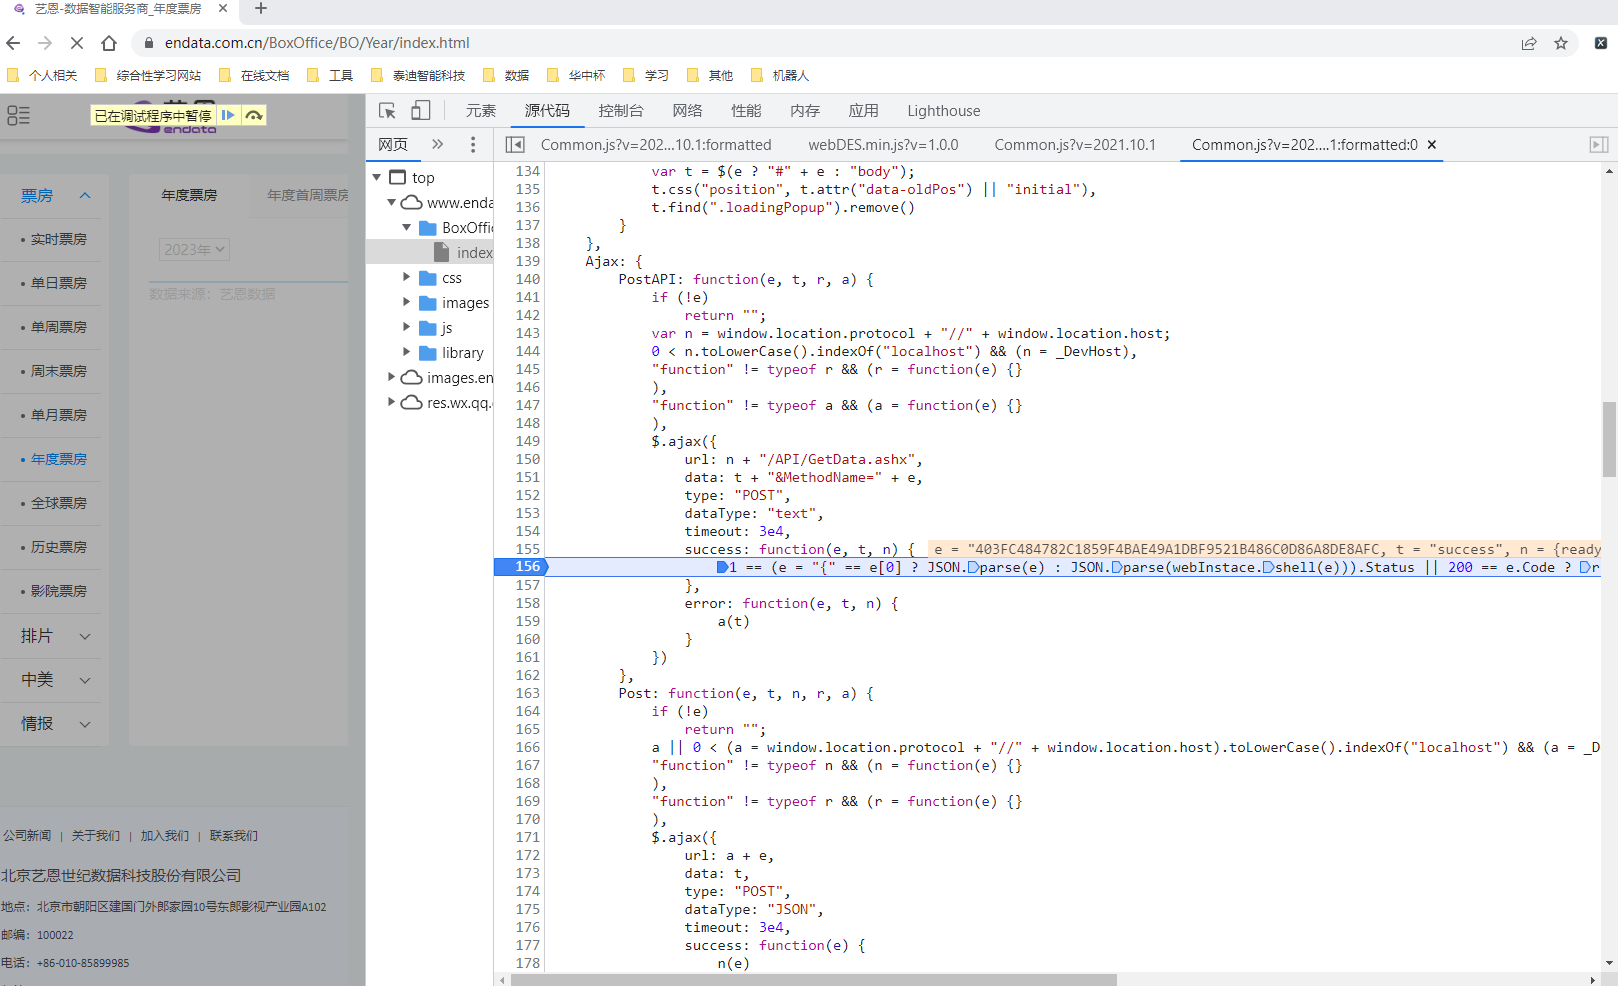 艺恩-数据智能服务商_年度票房
endata.com.cn/BoxOffice/BO/Year/index.html
个人相关 综合性学习网站 在线文档 工具 泰迪智能科技 数据 华中杯 学习 其他 机器人
已在调试程序中暂停
endata
票房
实时票房
单日票房
单周票房
周末票房
单月票房
年度票房
全球票房
历史票房
影院票房
排片
中美
情报
年度票房 年度首周票房
2023年
数据来源：艺恩数据
公司新闻 | 关于我们 | 加入我们 | 联系我们
北京艺恩世纪数据科技股份有限公司
地点：北京市朝阳区建国门外郎家园10号东郎影视产业园A102
邮编：100022
电话：+86-010-85899985
元素 源代码 控制台 网络 性能 内存 应用 Lighthouse
网页 »
Common.js?v=202...10.1:formatted webDES.min.js?v=1.0.0 Common.js?v=2021.10.1 Common.js?v=202....1:formatted:0 ×
top
www.enda
BoxOffic
index
css
images
js
library
images.en
res.wx.qq.
134 var t = $(e ? "#" + e : "body");
135 t.css("position", t.attr("data-oldPos") || "initial"),
136 t.find(".loadingPopup").remove()
137 }
138 },
139 Ajax: {
140 PostAPI: function(e, t, r, a) {
141 if (!e)
142 return "";
143 var n = window.location.protocol + "//" + window.location.host;
144 0 < n.toLowerCase().indexOf("localhost") && (n = _DevHost),
145 "function" != typeof r && (r = function(e) {}
146 ),
147 "function" != typeof a && (a = function(e) {}
148 ),
149 $.ajax({
150 url: n + "/API/GetData.ashx",
151 data: t + "&MethodName=" + e,
152 type: "POST",
153 dataType: "text",
154 timeout: 3e4,
155 success: function(e, t, n) { e = "403FC484782C1859F4BAE49A1DBF9521B486C0D86A8DE8AFC, t = "success", n = {ready
156 1 == (e = "{" == e[0] ? JSON.parse(e) : JSON.parse(webInstace.shell(e))).Status || 200 == e.Code ? r
157 },
158 error: function(e, t, n) {
159 a(t)
160 }
161 })
162 },
163 Post: function(e, t, n, r, a) {
164 if (!e)
165 return "";
166 a || 0 < (a = window.location.protocol + "//" + window.location.host).toLowerCase().indexOf("localhost") && (a = _D
167 "function" != typeof n && (n = function(e) {}
168 ),
169 "function" != typeof r && (r = function(e) {}
170 ),
171 $.ajax({
172 url: a + e,
173 data: t,
174 type: "POST",
175 dataType: "JSON",
176 timeout: 3e4,
177 success: function(e) {
178 n(e)